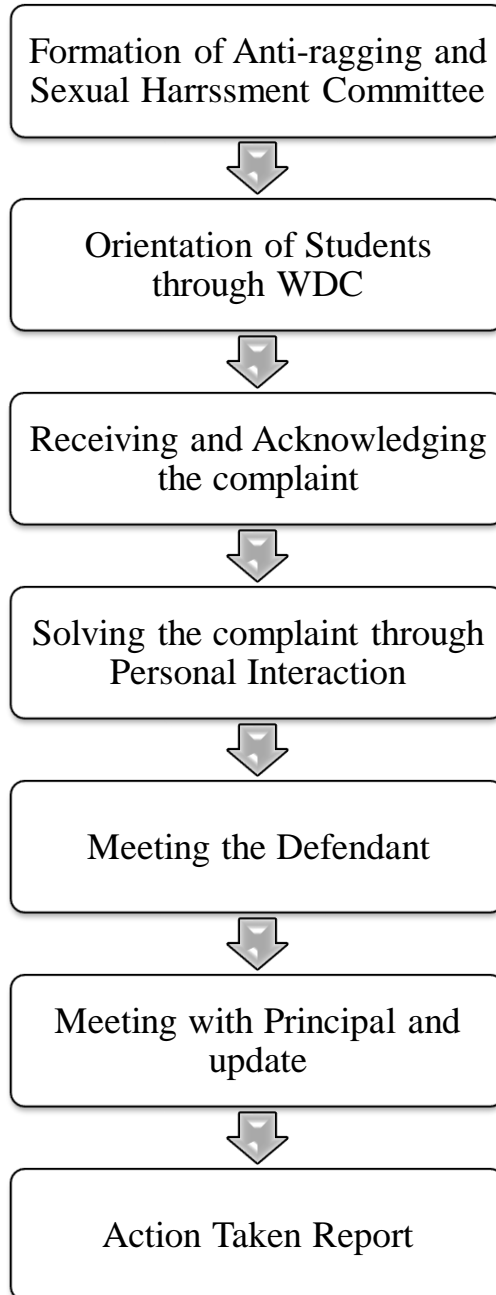 Formation of Anti-ragging and
Sexual Harrssment Committee
Orientation of Students
through WDC
Receiving and Acknowledging
the complaint
Solving the complaint through
Personal Interaction
Meeting the Defendant
Meeting with Principal and
update
Action Taken Report